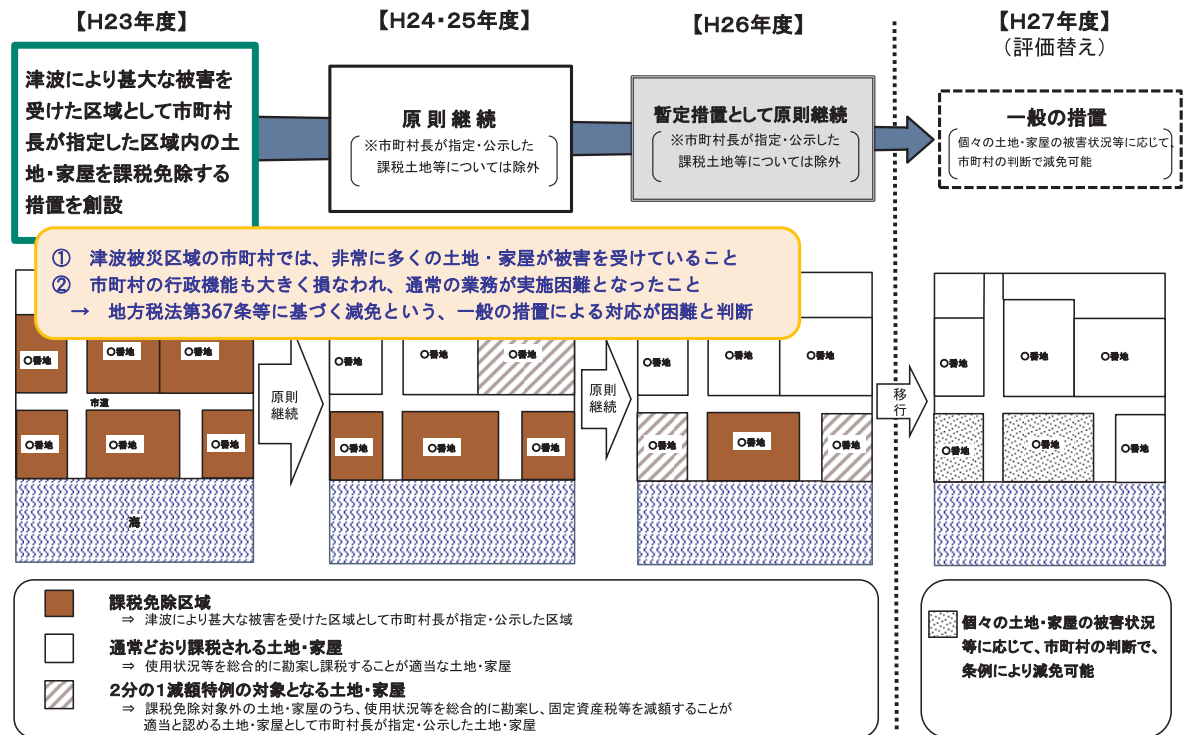 【H23年度】
【H24・25年度】
【H26年度】
【H27年度】
（評価替え）
津波により甚大な被害を
受けた区域として市町村
長が指定した区域内の土
地・家屋を課税免除する
措置を創設
原則継続
※市町村長が指定・公示した
課税土地等については除外
暫定措置として原則継続
※市町村長が指定・公示した
課税土地等については除外
一般の措置
個々の土地・家屋の被害状況等に応じて、
市町村の判断で減免可能
① 津波被災区域の市町村では、非常に多くの土地・家屋が被害を受けていること
② 市町村の行政機能も大きく損なわれ、通常の業務が実施困難となったこと
→ 地方税法第367条等に基づく減免という、一般の措置による対応が困難と判断
〇番地
〇番地
〇番地
市道
〇番地
〇番地
〇番地
海
原則
継続
〇番地
〇番地
〇番地
〇番地
〇番地
〇番地
原則
継続
〇番地
〇番地
〇番地
〇番地
〇番地
〇番地
移
行
〇番地
〇番地
〇番地
〇番地
〇番地
〇番地
課税免除区域
⇒ 津波により甚大な被害を受けた区域として市町村長が指定・公示した区域
通常どおり課税される土地・家屋
⇒ 使用状況等を総合的に勘案し課税することが適当な土地・家屋
2分の1減額特例の対象となる土地・家屋
⇒ 課税免除対象外の土地・家屋のうち、使用状況等を総合的に勘案し、固定資産税等を減額することが
適当と認める土地・家屋として市町村長が指定・公示した土地・家屋
個々の土地・家屋の被害状況
等に応じて、市町村の判断で、
条例により減免可能